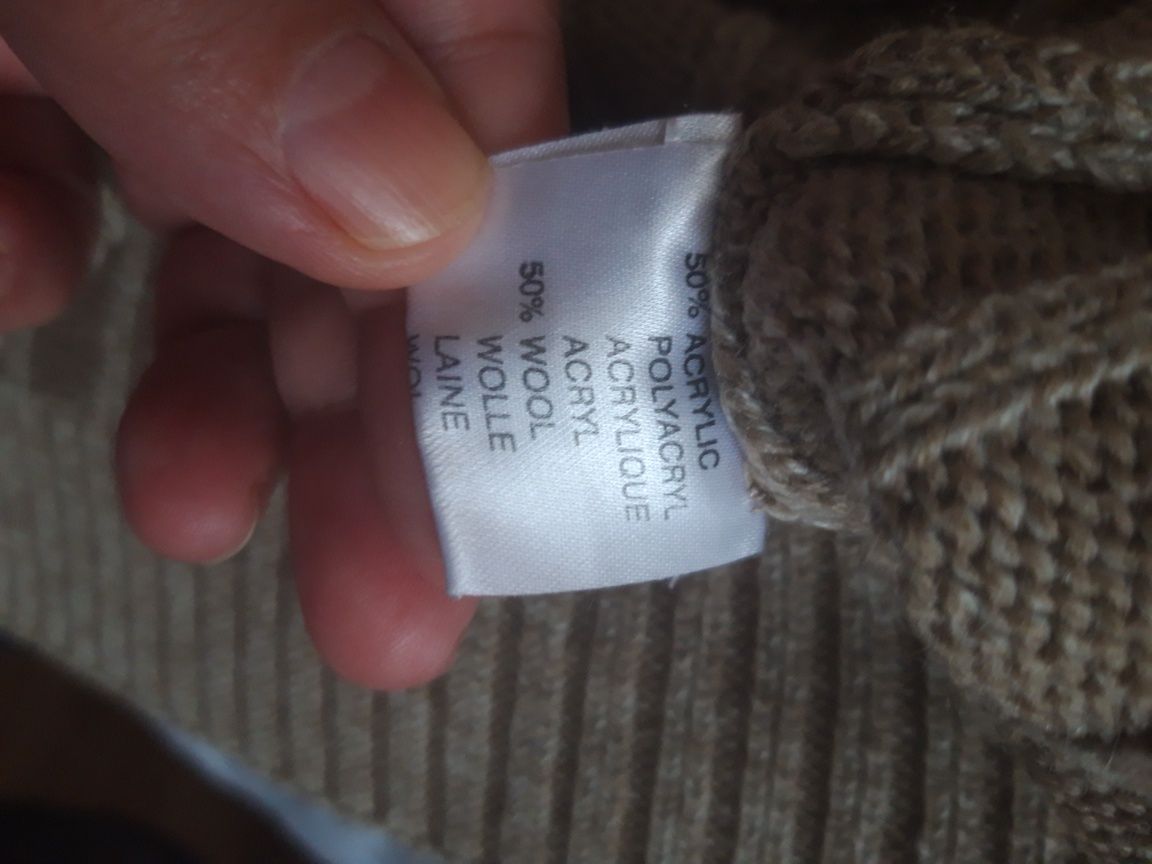 50% ACRYLIC
POLYACRYL
ACRYLIQUE
ACRYL
50% WOOL
WOLLE
LAINE